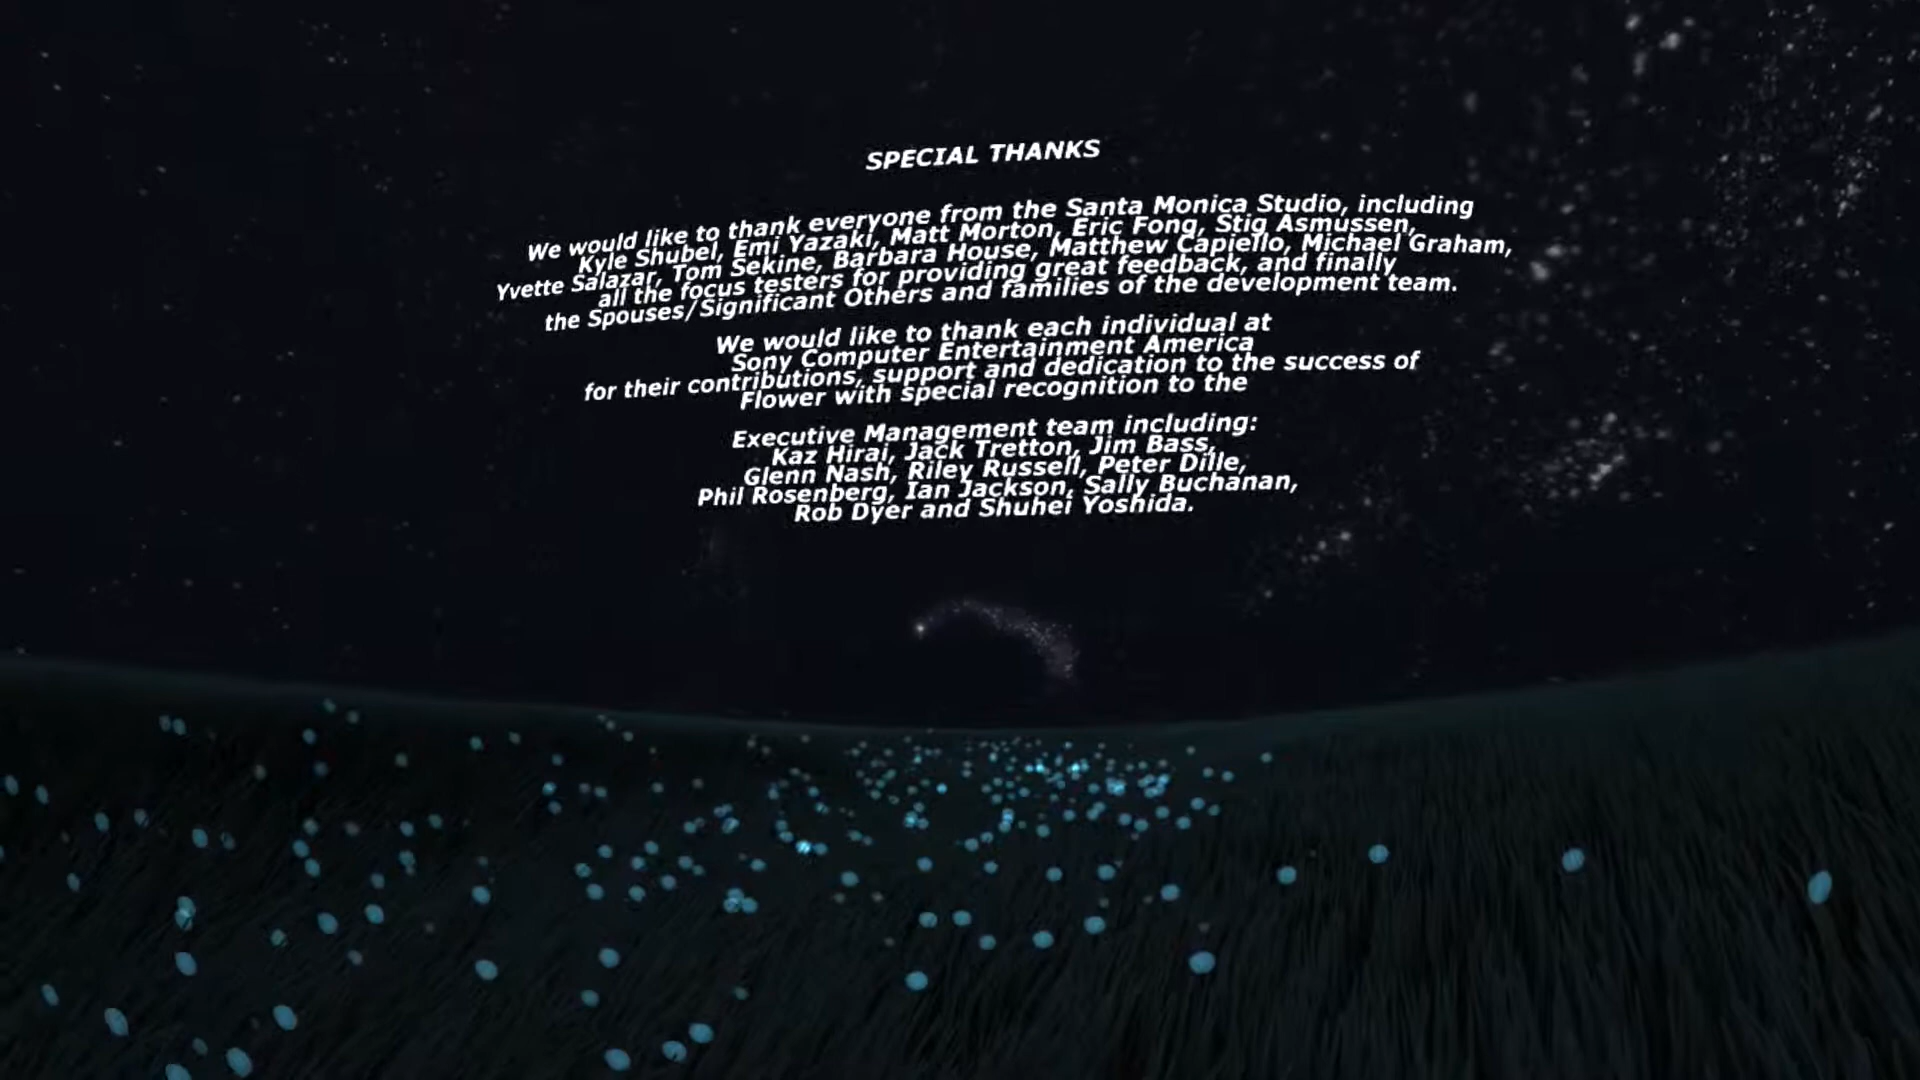 SPECIAL THANKS
We would like to thank everyone from the Santa Monica Studio, including
Kyle Shubel, Emi Yazaki, Matt Morton, Eric Fong, Stig Asmussen,
Yvette Salazar, Tom Sekine, Barbara House, Matthew Capiello, Michael Graham,
all the focus testers for providing great feedback, and finally
the Spouses/Significant Others and families of the development team.
We would like to thank each individual at
Sony Computer Entertainment America
for their contributions, support and dedication to the success of
Flower with special recognition to the
Executive Management team including:
Kaz Hirai, Jack Tretton, Jim Bass,
Glenn Nash, Riley Russell, Peter Dille,
Phil Rosenberg, Ian Jackson, Sally Buchanan,
Rob Dyer and Shuhei Yoshida.